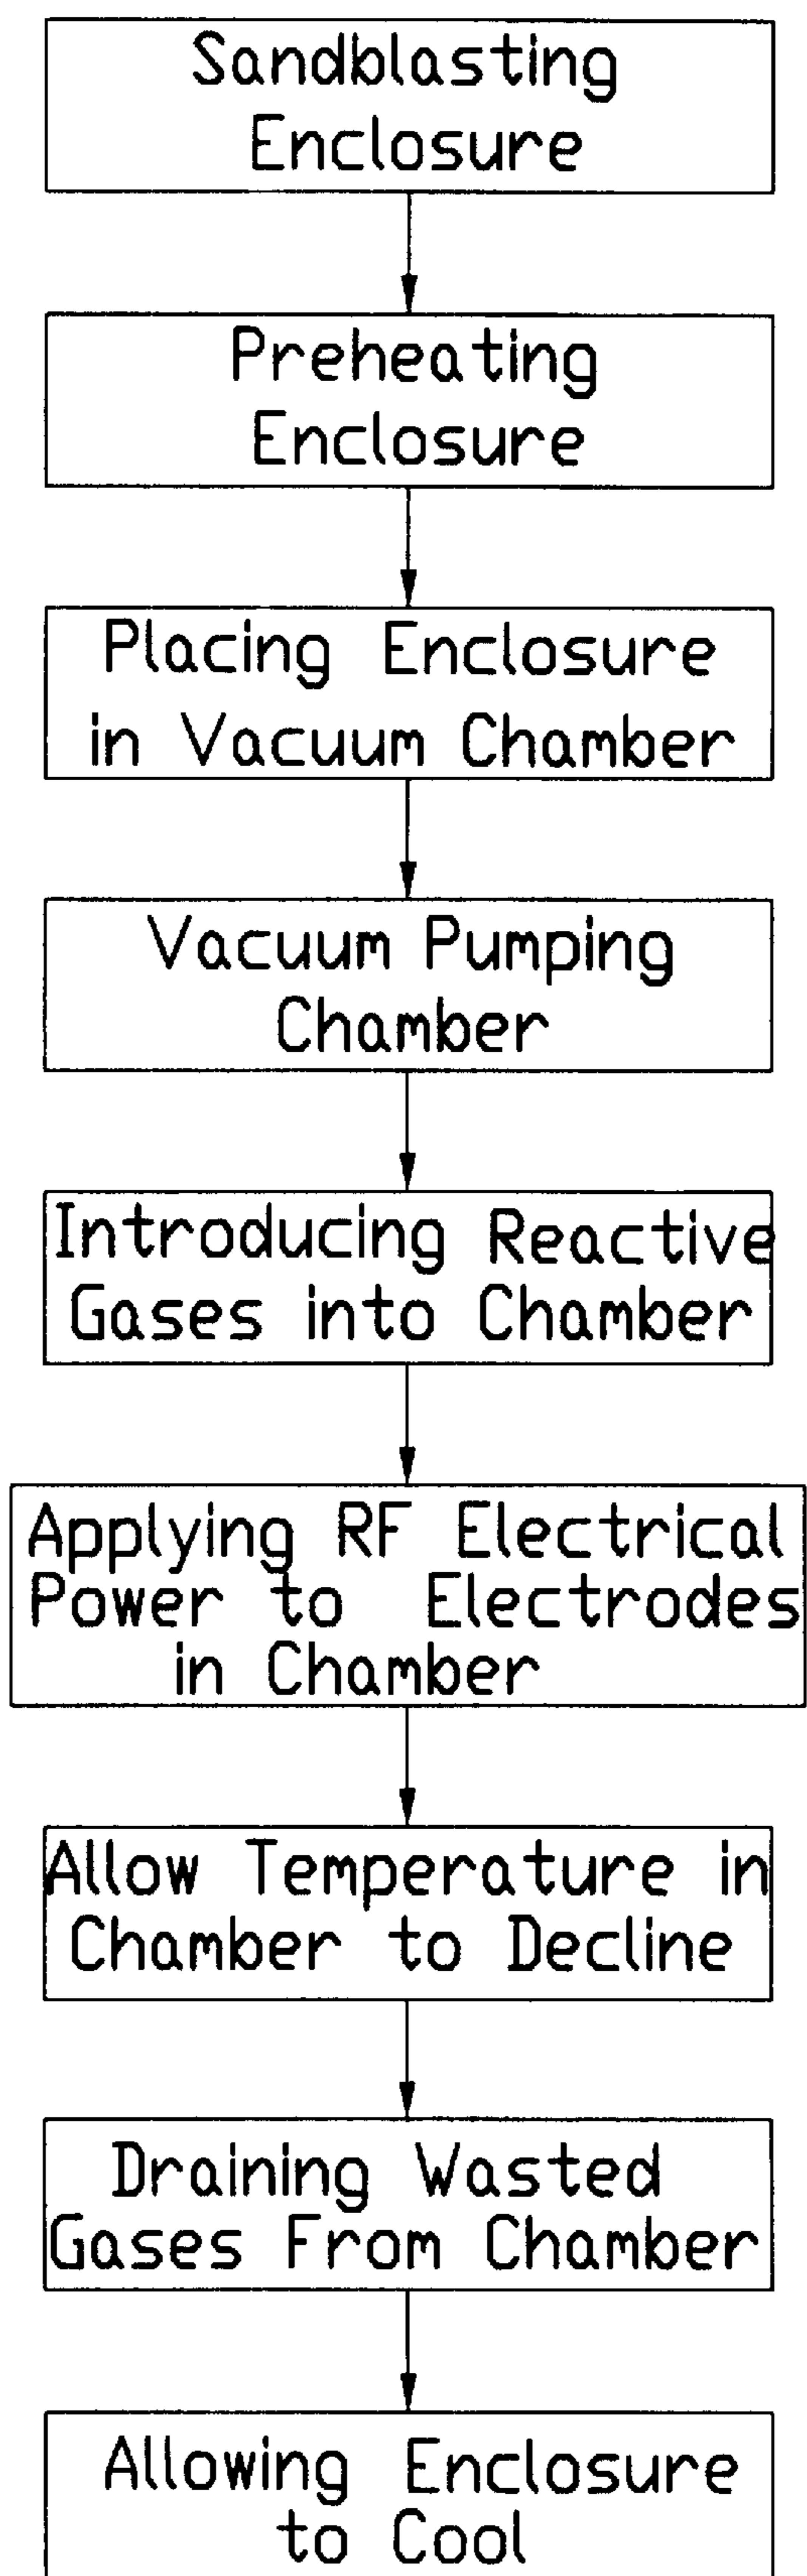 Sandblasting
Enclosure
Preheating
Enclosure
Placing Enclosure
in Vacuum Chamber
Vacuum Pumping
Chamber
Introducing Reactive
Gases into Chamber
Applying RF Electrical
Power to Electrodes
in Chamber
Allow Temperature in
Chamber to Decline
Draining Wasted
Gases From Chamber
Allowing Enclosure
to Cool